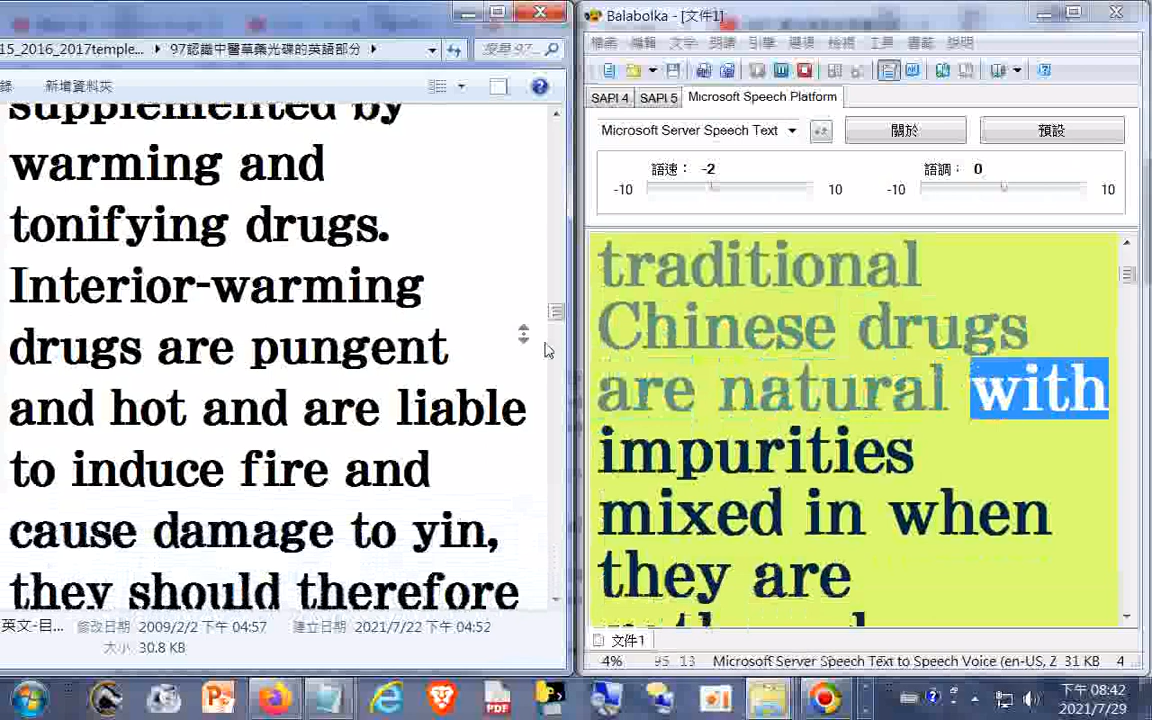 15_2016_2017temple...
97認識中醫草藥光碟的英語部分
搜尋 97...
錄
新增資料夾
supplemented by
warming and
tonifying drugs.
Interior-warming
drugs are pungent
and hot and are liable
to induce fire and
cause damage to yin,
they should therefore
英文-目...
修改日期 2009/2/2 下午 04:57
建立日期 2021/7/22 下午 04:52
大小 30.8 KB
Balabolka - [文件1]
檔案 編輯 文字 朗讀 引擎 選項 檢視 工具 書籤 說明
SAPI 4 SAPI 5 Microsoft Speech Platform
Microsoft Server Speech Text
關於
預設
語速: -2
語調: 0
-10 10 -10 10
traditional
Chinese drugs
are natural with
impurities
mixed in when
they are
文件1
4% 95 13 Microsoft Server Speech Text to Speech Voice (en-US, Z 31 KB 4
下午 08:42
2021/7/29